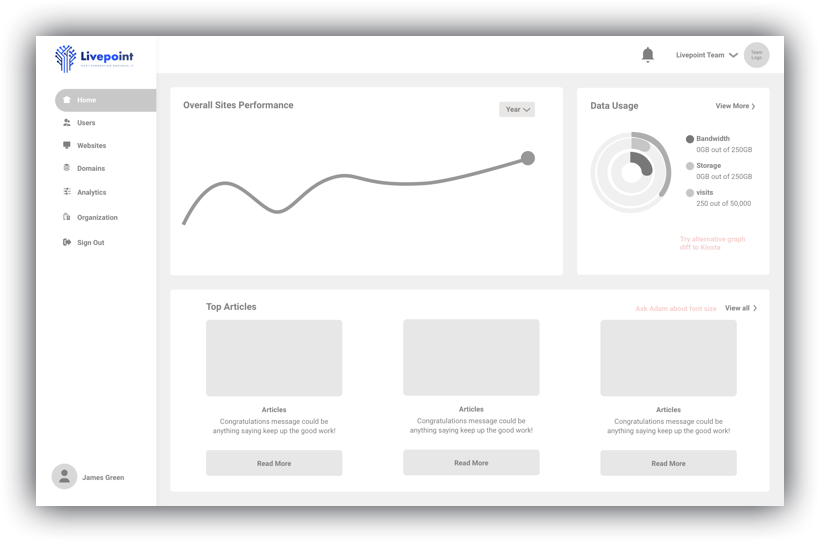 Livepoint
Livepoint Team
Team
Logo
Home
Users
Websites
Domains
Analytics
Organization
Sign Out
James Green
Overall Sites Performance
Year
Data Usage
View More
Bandwidth
0GB out of 250GB
Storage
0GB out of 250GB
visits
250 out of 50,000
Try alternative graph
diff to Kinsta
Top Articles
Ask Adam about font size
View all
Articles
Congratulations message could be
anything saying keep up the good work!
Read More
Articles
Congratulations message could be
anything saying keep up the good work!
Read More
Articles
Congratulations message could be
anything saying keep up the good work!
Read More